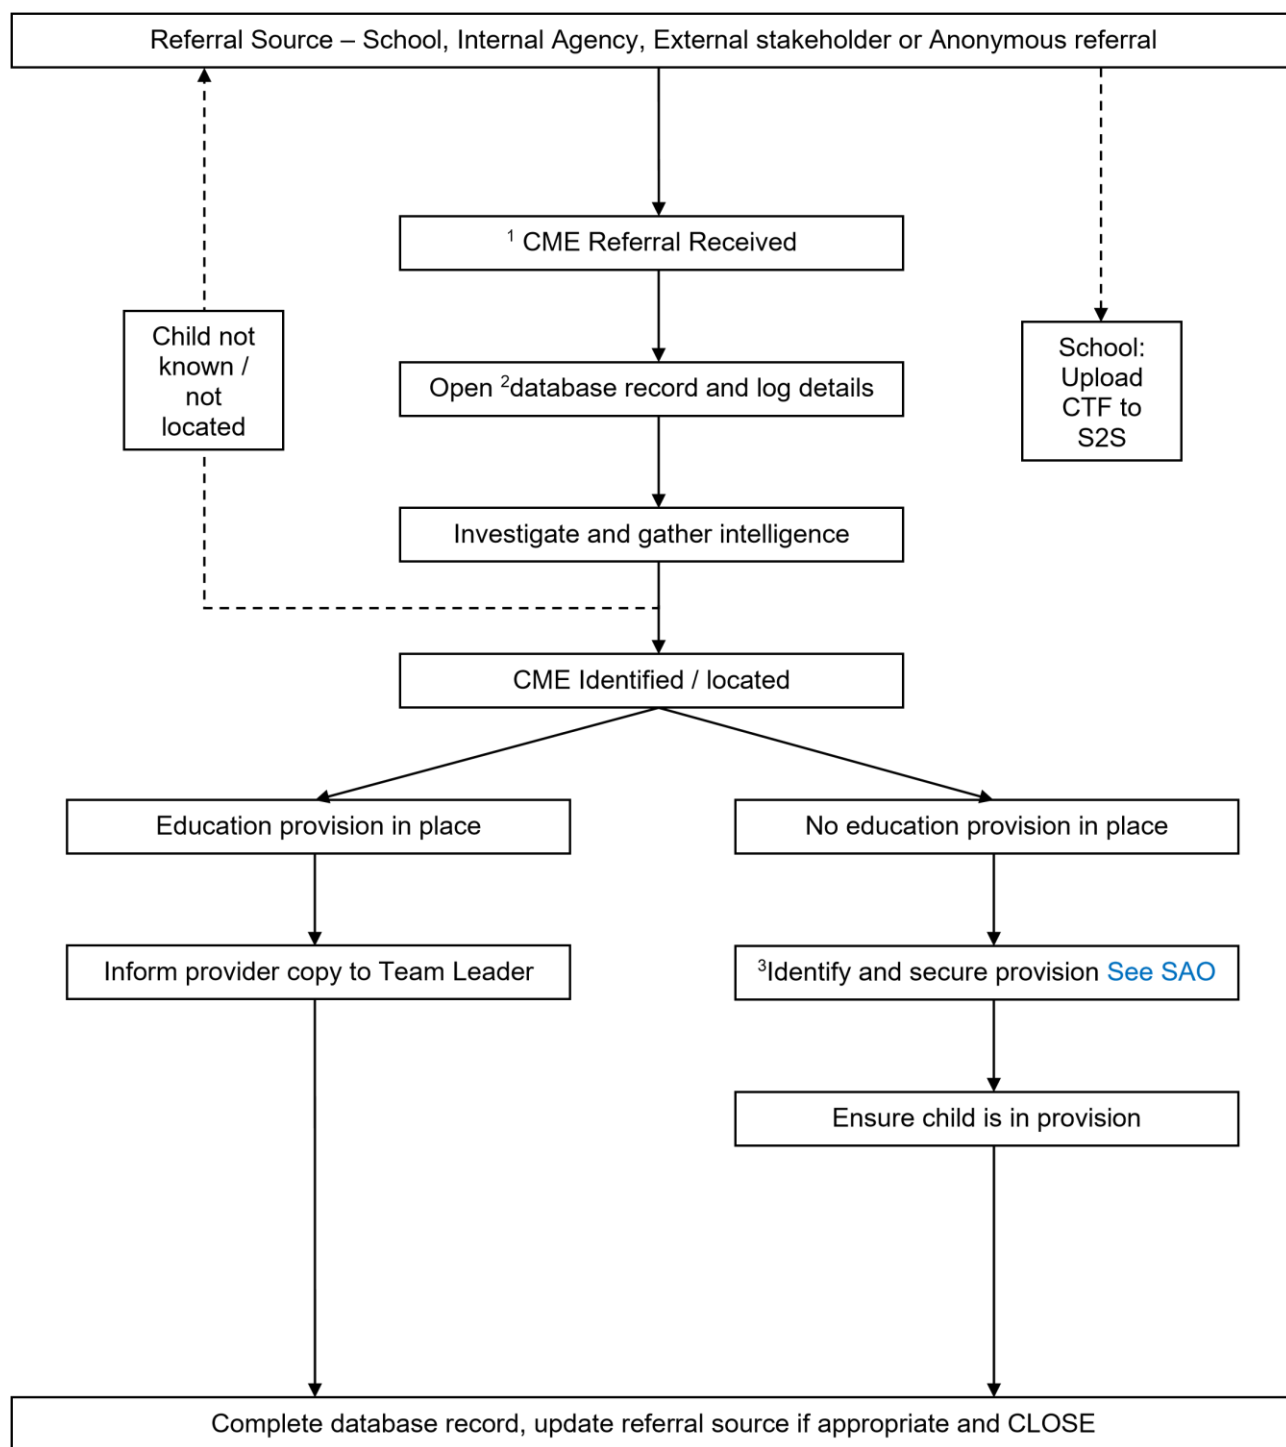 Referral Source – School, Internal Agency, External stakeholder or Anonymous referral
1 CME Referral Received
Child not
known /
not
located
School:
Upload
CTF to
S2S
Open 2database record and log details
Investigate and gather intelligence
CME Identified / located
Education provision in place
No education provision in place
Inform provider copy to Team Leader
3Identify and secure provision See SAO
Ensure child is in provision
Complete database record, update referral source if appropriate and CLOSE